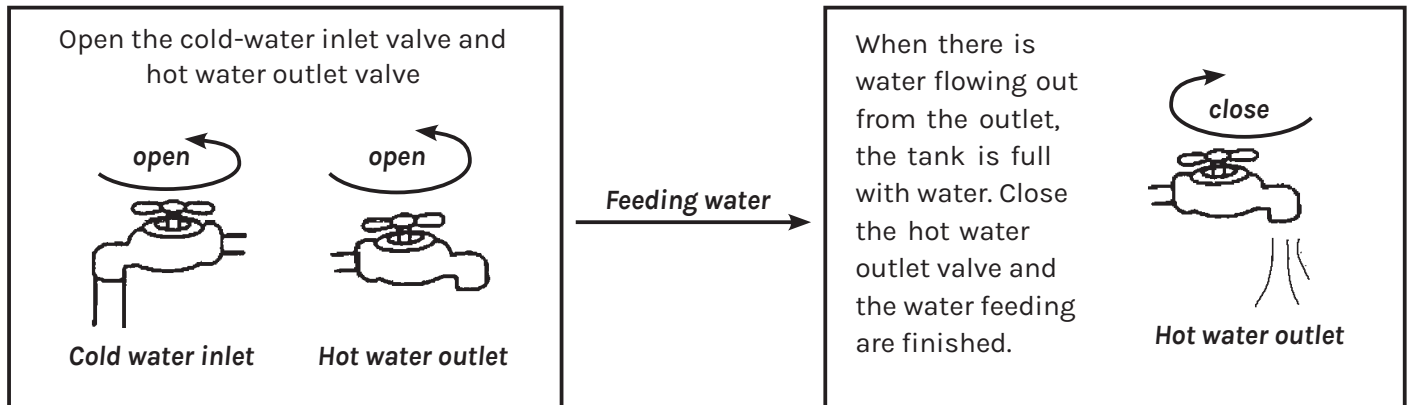 Open the cold-water inlet valve and
hot water outlet valve
open
open
Cold water inlet
Hot water outlet
Feeding water
When there is
water flowing out
from the outlet,
the tank is full
with water. Close
the hot water
outlet valve and
the water feeding
are finished.
close
Hot water outlet